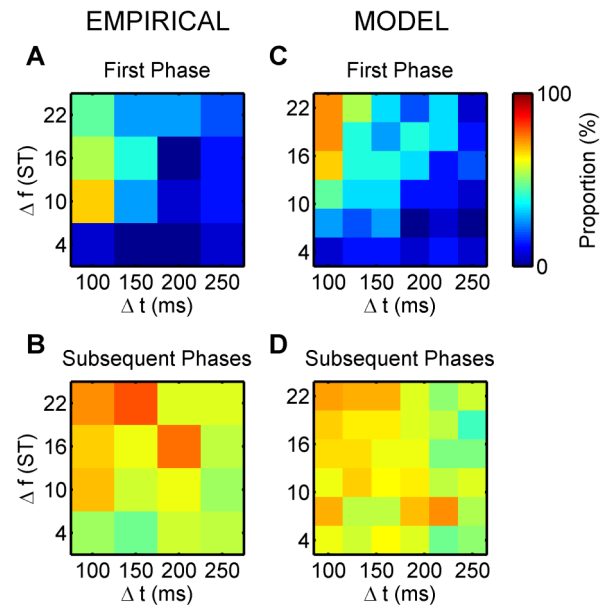 EMPIRICAL MODEL
A C
First Phase First Phase
22 16 10 4
Δ f (ST)
100 150 200 250
Δ t (ms)
22 16 10 4
Δ f (ST)
100 150 200 250
Δ t (ms)
100
0
Proportion (%)
B D
Subsequent Phases Subsequent Phases
22 16 10 4
Δ f (ST)
100 150 200 250
Δ t (ms)
22 16 10 4
100 150 200 250
Δ t (ms)